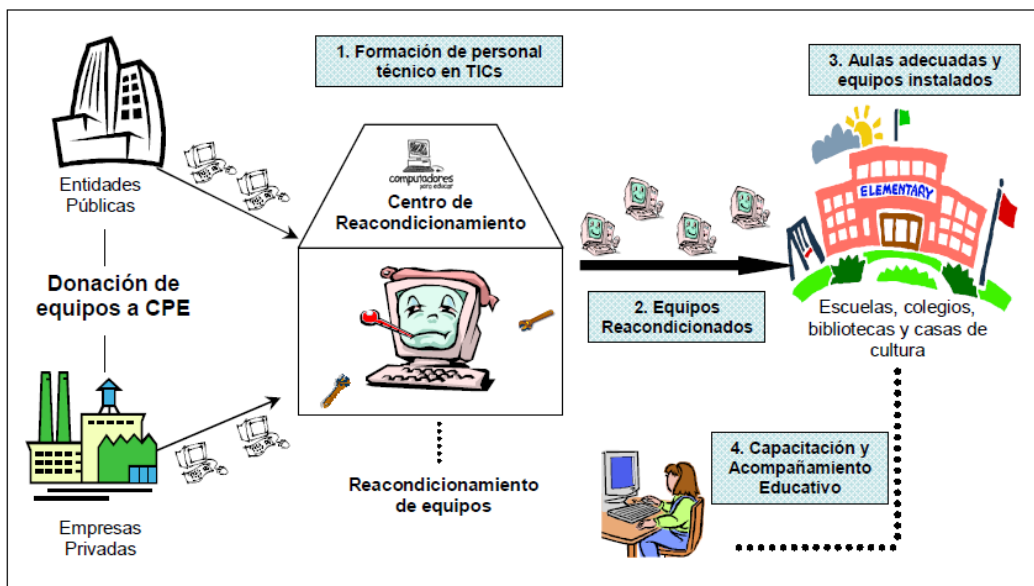 1. Formación de personal
técnico en TICs
3. Aulas adecuadas y
equipos instalados
Entidades
Públicas
computadores
para educar
Centro de
Reacondicionamiento
ELEMENTARY
Donación de
equipos a CPE
2. Equipos
Reacondicionados
Escuelas, colegios,
bibliotecas y casas de
cultura
4. Capacitación y
Acompañamiento
Educativo
Reacondicionamiento
de equipos
Empresas
Privadas